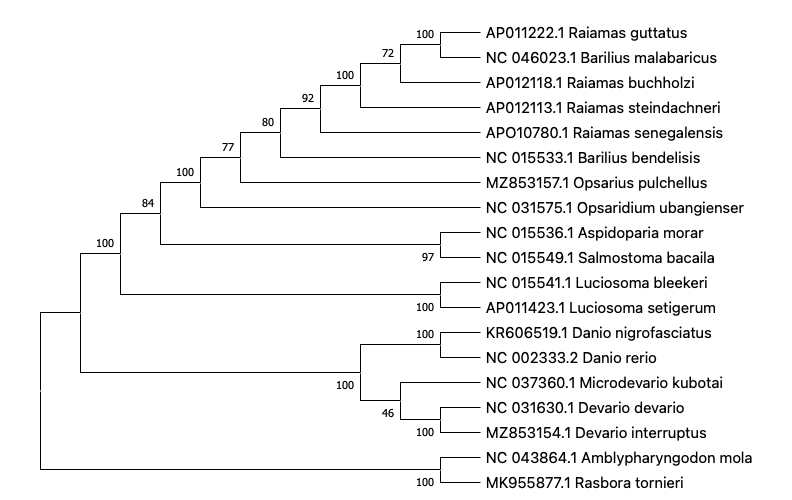 100 AP011222.1 Raiamas guttatus
72 NC 046023.1 Barilius malabaricus
100 AP012118.1 Raiamas buchholzi
92 AP012113.1 Raiamas steindachneri
80 APO10780.1 Raiamas senegalensis
77 NC 015533.1 Barilius bendelisis
100 MZ853157.1 Opsarius pulchellus
84 NC 031575.1 Opsaridium ubangienser
100 NC 015536.1 Aspidoparia morar
97 NC 015549.1 Salmostoma bacaila
NC 015541.1 Luciosoma bleekeri
100 AP011423.1 Luciosoma setigerum
100 KR606519.1 Danio nigrofasciatus
NC 002333.2 Danio rerio
100 NC 037360.1 Microdevario kubotai
46 NC 031630.1 Devario devario
100 MZ853154.1 Devario interruptus
NC 043864.1 Amblypharyngodon mola
100 MK955877.1 Rasbora tornieri